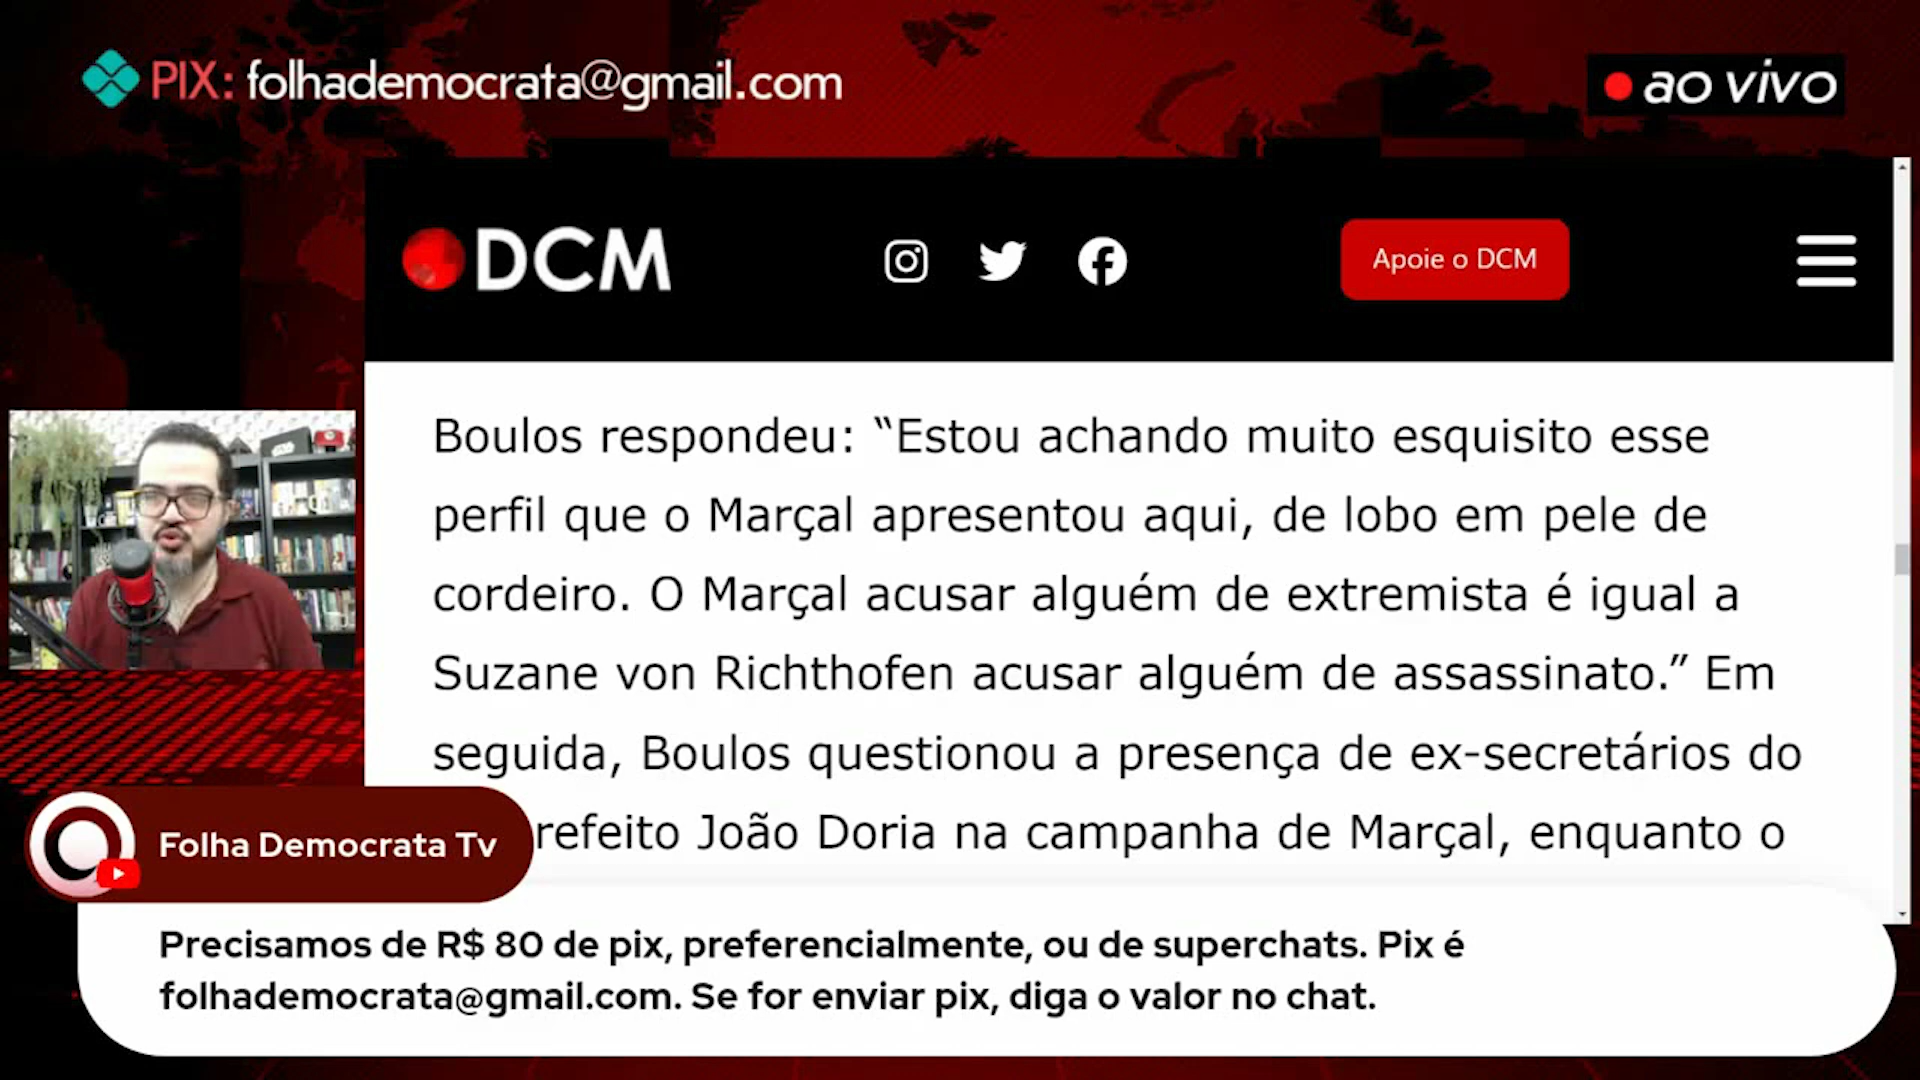 PIX: folhademocrata@gmail.com
ao vivo
DCM
Apoie o DCM
Boulos respondeu: “Estou achando muito esquisito esse
perfil que o Marçal apresentou aqui, de lobo em pele de
cordeiro. O Marçal acusar alguém de extremista é igual a
Suzane von Richthofen acusar alguém de assassinato.” Em
seguida, Boulos questionou a presença de ex-secretários do
refeito João Doria na campanha de Marçal, enquanto o
Folha Democrata Tv
Precisamos de R$ 80 de pix, preferencialmente, ou de superchats. Pix é
folhademocrata@gmail.com. Se for enviar pix, diga o valor no chat.